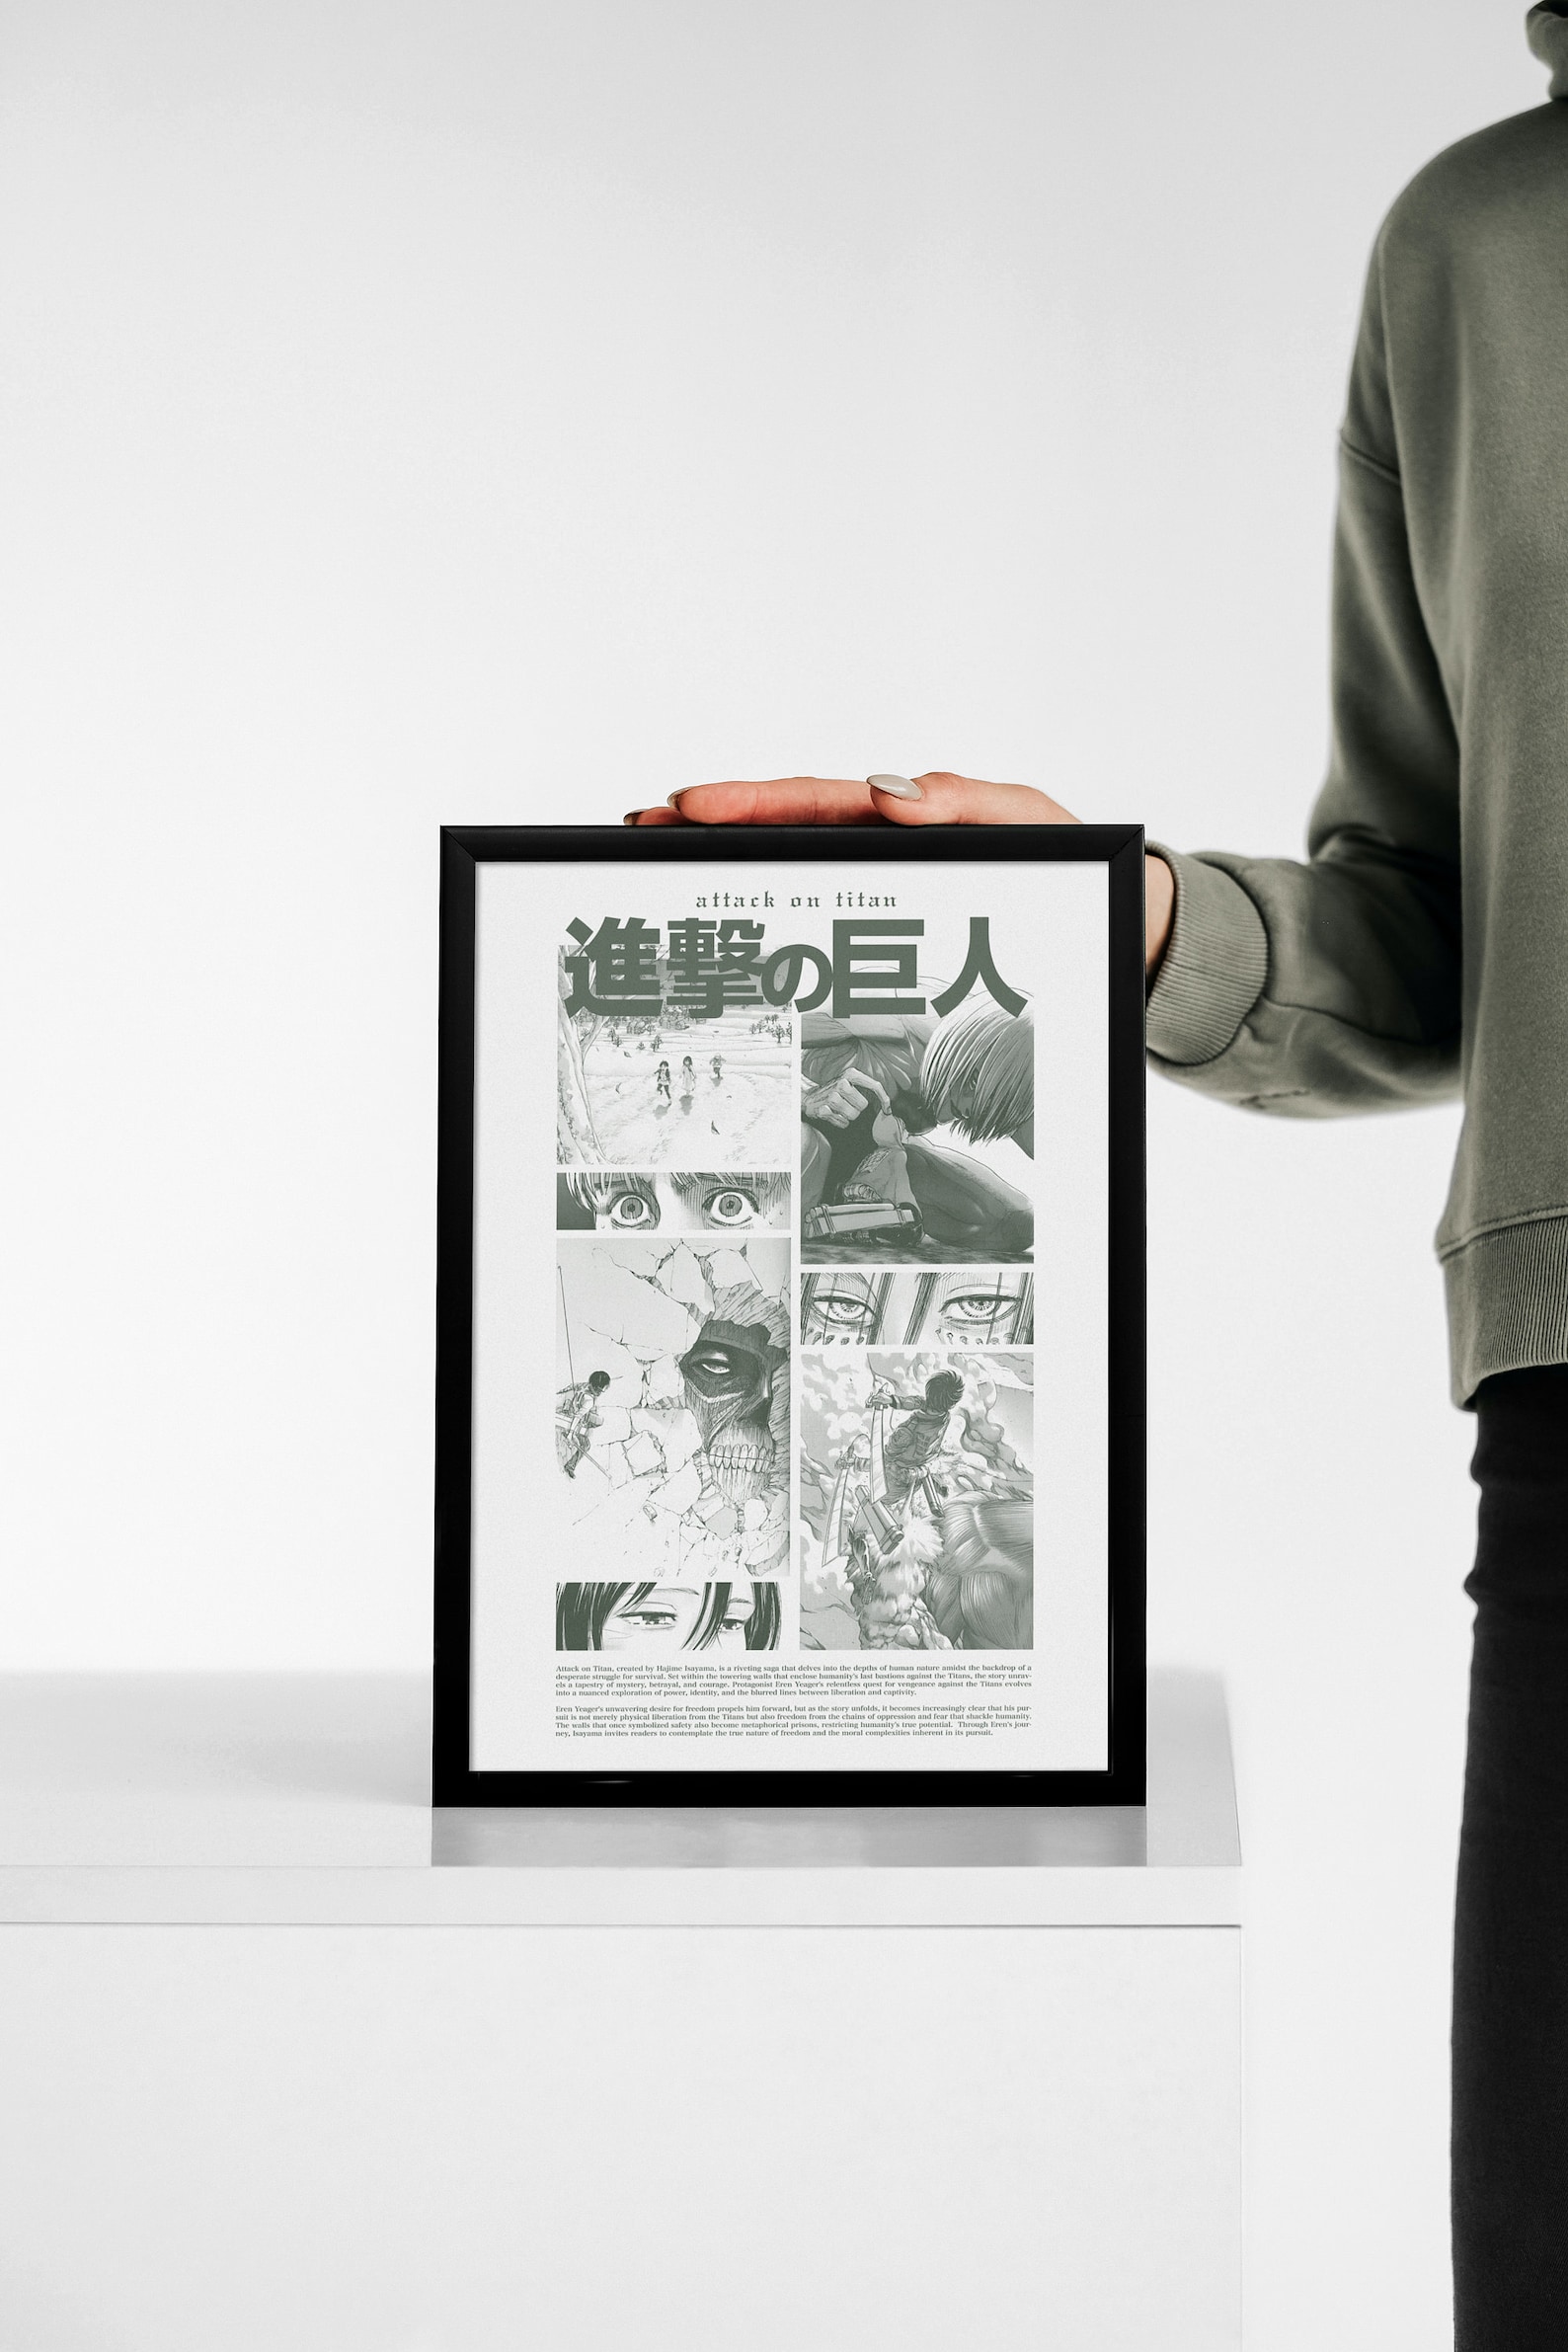 attack on titan
進撃の巨人
Attack on Titan, created by Hajime Isayama, is a riveting saga that delves into the depths of human nature amidst the backdrop of a
desperate struggle for survival. Set within the towering walls that enclose humanity's last bastions against the Titans, the story unrav-
els a tapestry of mystery, betrayal, and courage. Protagonist Eren Yeager's relentless quest for vengeance against the Titans evolves
into a nuanced exploration of power, identity, and the blurred lines between liberation and captivity.
Eren Yeager's unwavering desire for freedom propels him forward, but as the story unfolds, it becomes increasingly clear that his pur-
suit is not merely physical liberation from the Titans but also freedom from the chains of oppression and fear that shackle humanity.
The walls that once symbolized safety also become metaphorical prisons, restricting humanity's true potential. Through Eren's jour-
ney, Isayama invites readers to contemplate the true nature of freedom and the moral complexities inherent in its pursuit.